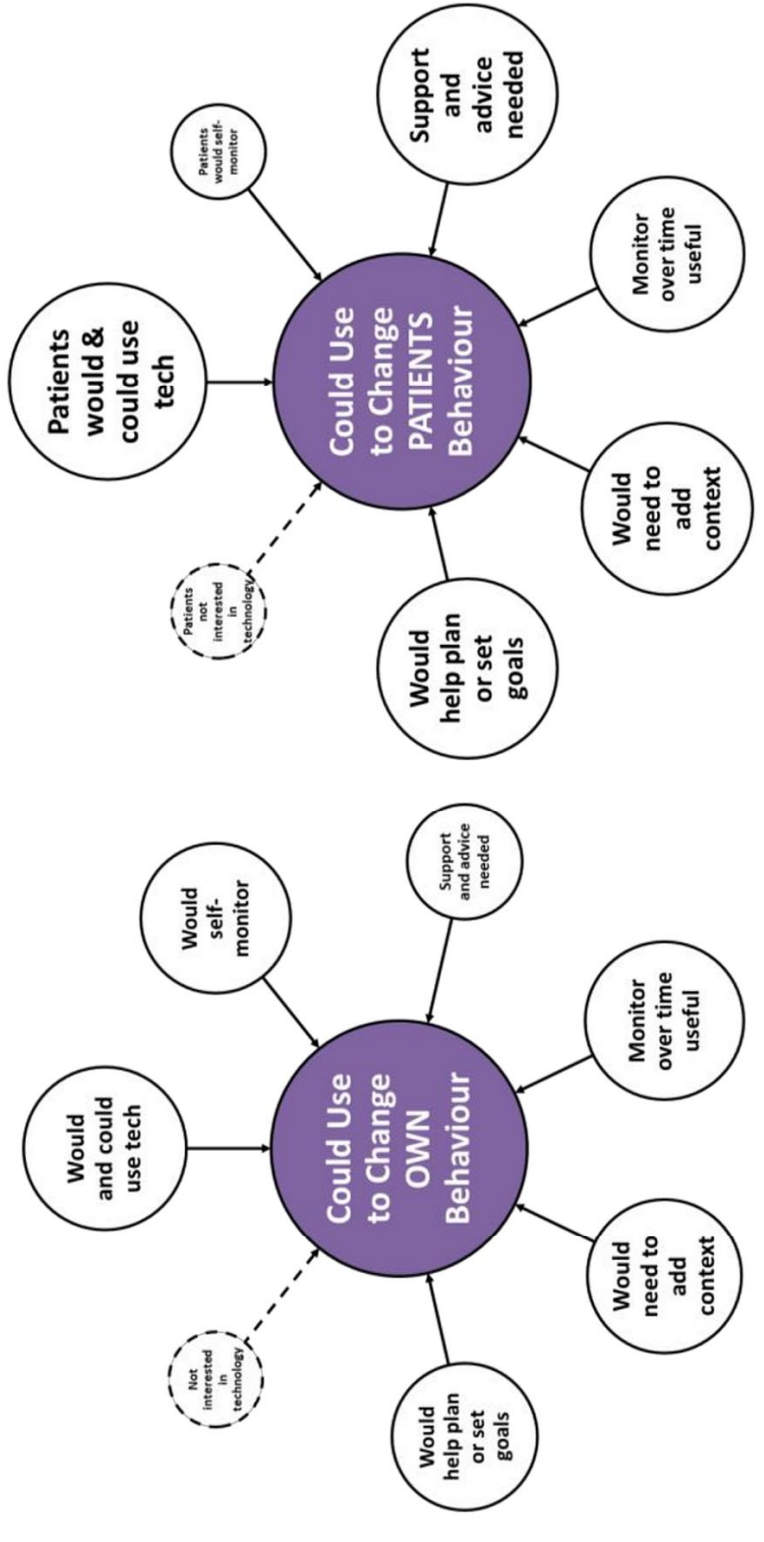 Would
and could
use tech
Would
self-
monitor
Support
and advice
needed
Monitor
over time
useful
Would
need to
add
context
Would
help plan
or set
goals
Not
interested
in
technology
Could Use
to Change
OWN
Behaviour
Patients
would &
could use
tech
Patients
would self-
monitor
Support
and
advice
needed
Monitor
over time
useful
Would
need to
add
context
Would
help plan
or set
goals
Patients
not
interested
in
technology
Could Use
to Change
PATIENTS
Behaviour